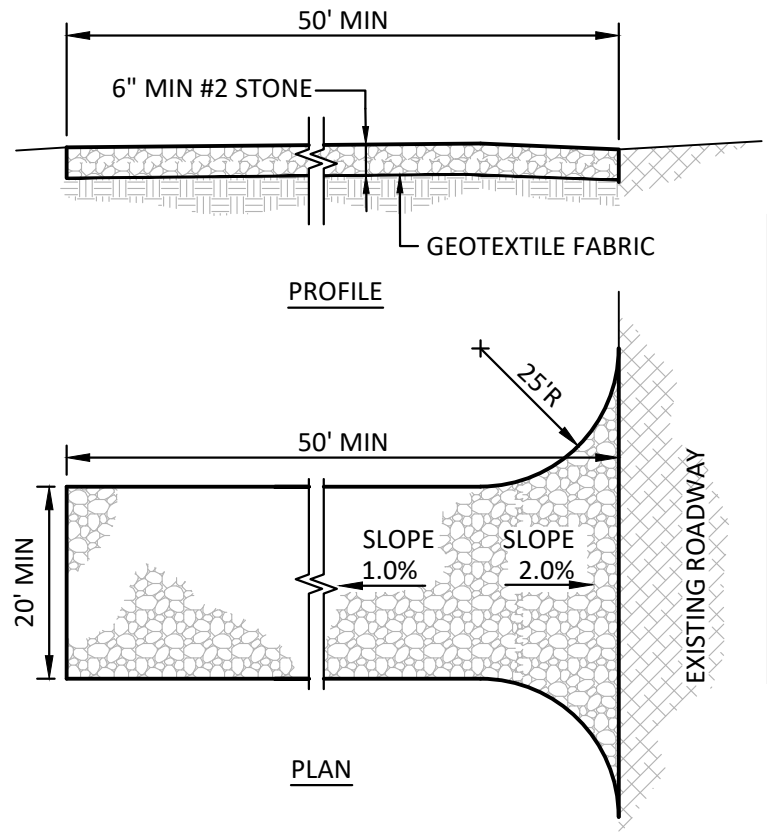 50' MIN
6" MIN #2 STONE
GEOTEXTILE FABRIC
PROFILE
25'R
50' MIN
20' MIN
SLOPE
1.0%
SLOPE
2.0%
EXISTING ROADWAY
PLAN